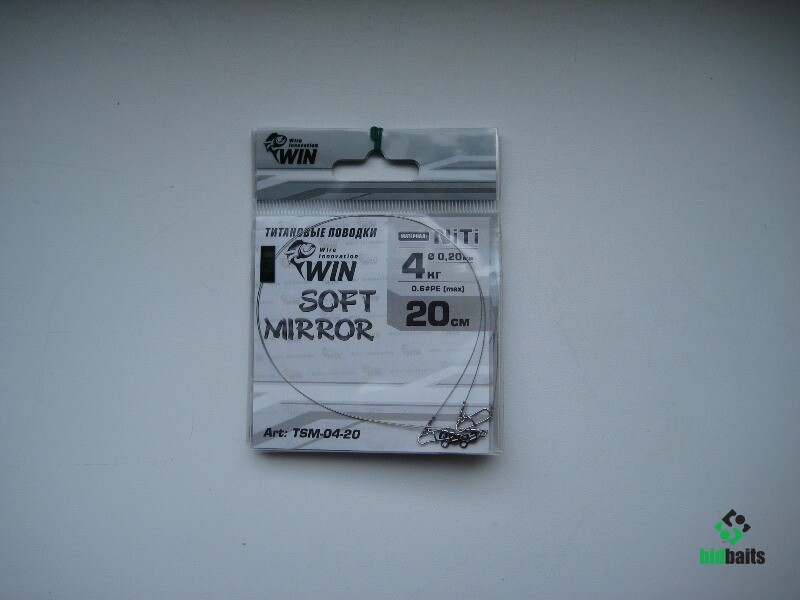 Wire
Innovation
WIN
ТИТАНОВЫЕ ПОВОДКИ
Wire
Innovation
WIN
SOFT
MIRROR
МАТЕРИАЛ:
NiTi
4 КГ
Ø 0,20мм
0.6#PE (max)
20 СМ
Art: TSM-04-20
bidbaits